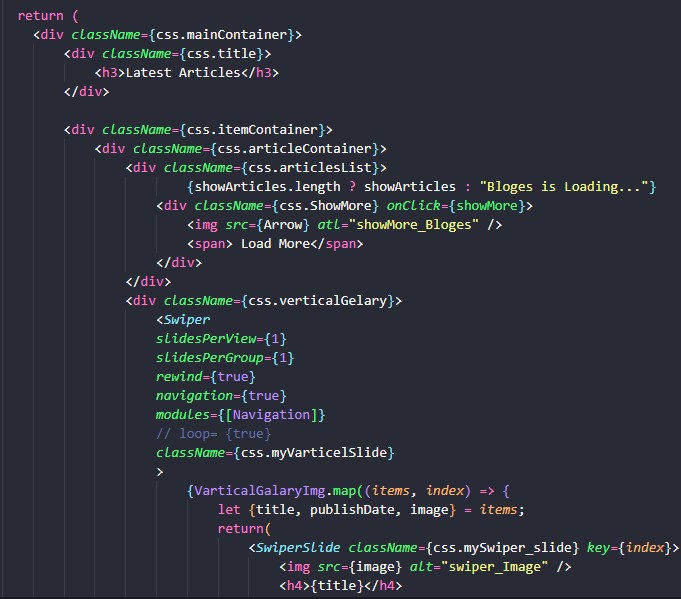 return (
<div className={css.mainContainer}>
<div className={css.title}>
<h3>Latest Articles</h3>
</div>
<div className={css.itemContainer}>
<div className={css.articleContainer}>
<div className={css.articlesList}>
{showArticles.length ? showArticles : "Bloges is Loading..."}
<div className={css.ShowMore} onClick={showMore}>
<img src={Arrow} atl="showMore_Bloges" />
<span> Load More</span>
</div>
</div>
<div className={css.verticalGelary}>
<Swiper
slidesPerView={1}
slidesPerGroup={1}
rewind={true}
navigation={true}
modules={[Navigation]}
// loop= {true}
className={css.myVarticelSlide}
>
{VarticalGalaryImg.map((items, index) => {
let {title, publishDate, image} = items;
return(
<SwiperSlide className={css.mySwiper_slide} key={index}>
<img src={image} alt="swiper_Image" />
<h4>{title}</h4>